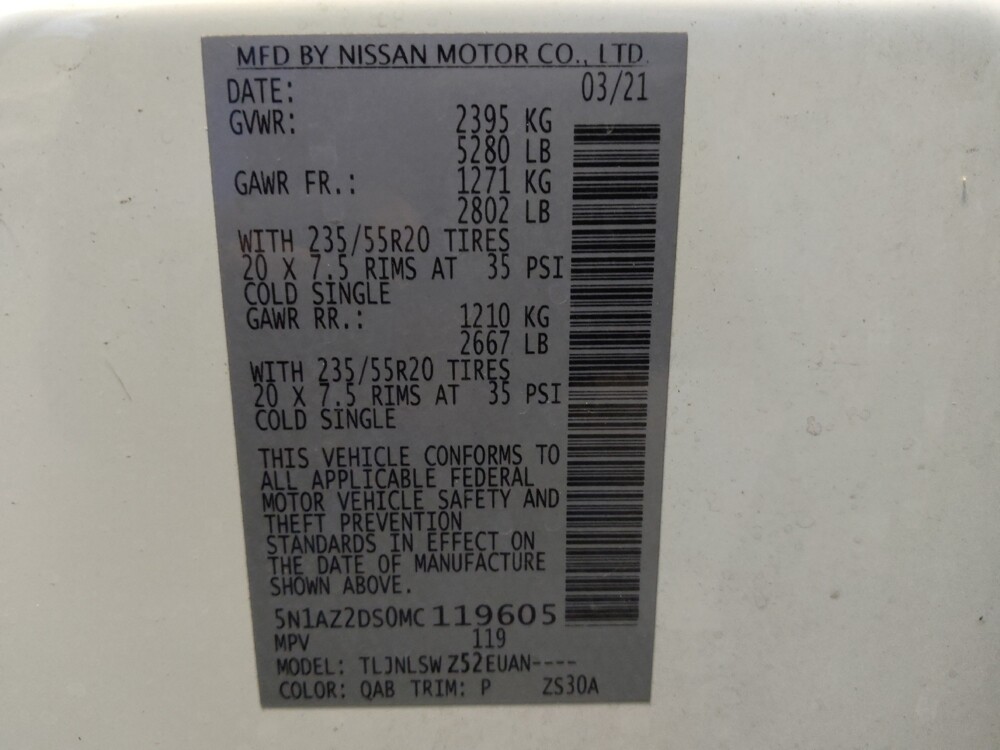 MFD BY NISSAN MOTOR CO., LTD.
DATE: 03/21
GVWR: 2395 KG
5280 LB
GAWR FR.: 1271 KG
2802 LB
WITH 235/55R20 TIRES
20 X 7.5 RIMS AT 35 PSI
COLD SINGLE
GAWR RR.: 1210 KG
2667 LB
WITH 235/55R20 TIRES
20 X 7.5 RIMS AT 35 PSI
COLD SINGLE
THIS VEHICLE CONFORMS TO
ALL APPLICABLE FEDERAL
MOTOR VEHICLE SAFETY AND
THEFT PREVENTION
STANDARDS IN EFFECT ON
THE DATE OF MANUFACTURE
SHOWN ABOVE.
5N1AZ2DS0MC119605
MPV 119
MODEL: TLJNLSWZ52EUAN----
COLOR: QAB TRIM: P ZS30A